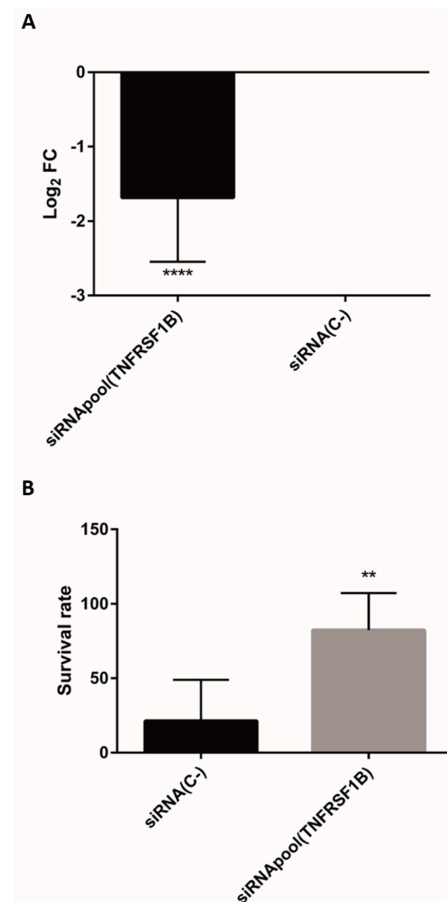 A
0
-1
-2
-3
Log₂ FC
****
siRNApool(TNFRSF1B)
siRNA(C-)
B
150
100
50
0
Survival rate
**
siRNA(C-)
siRNApool(TNFRSF1B)